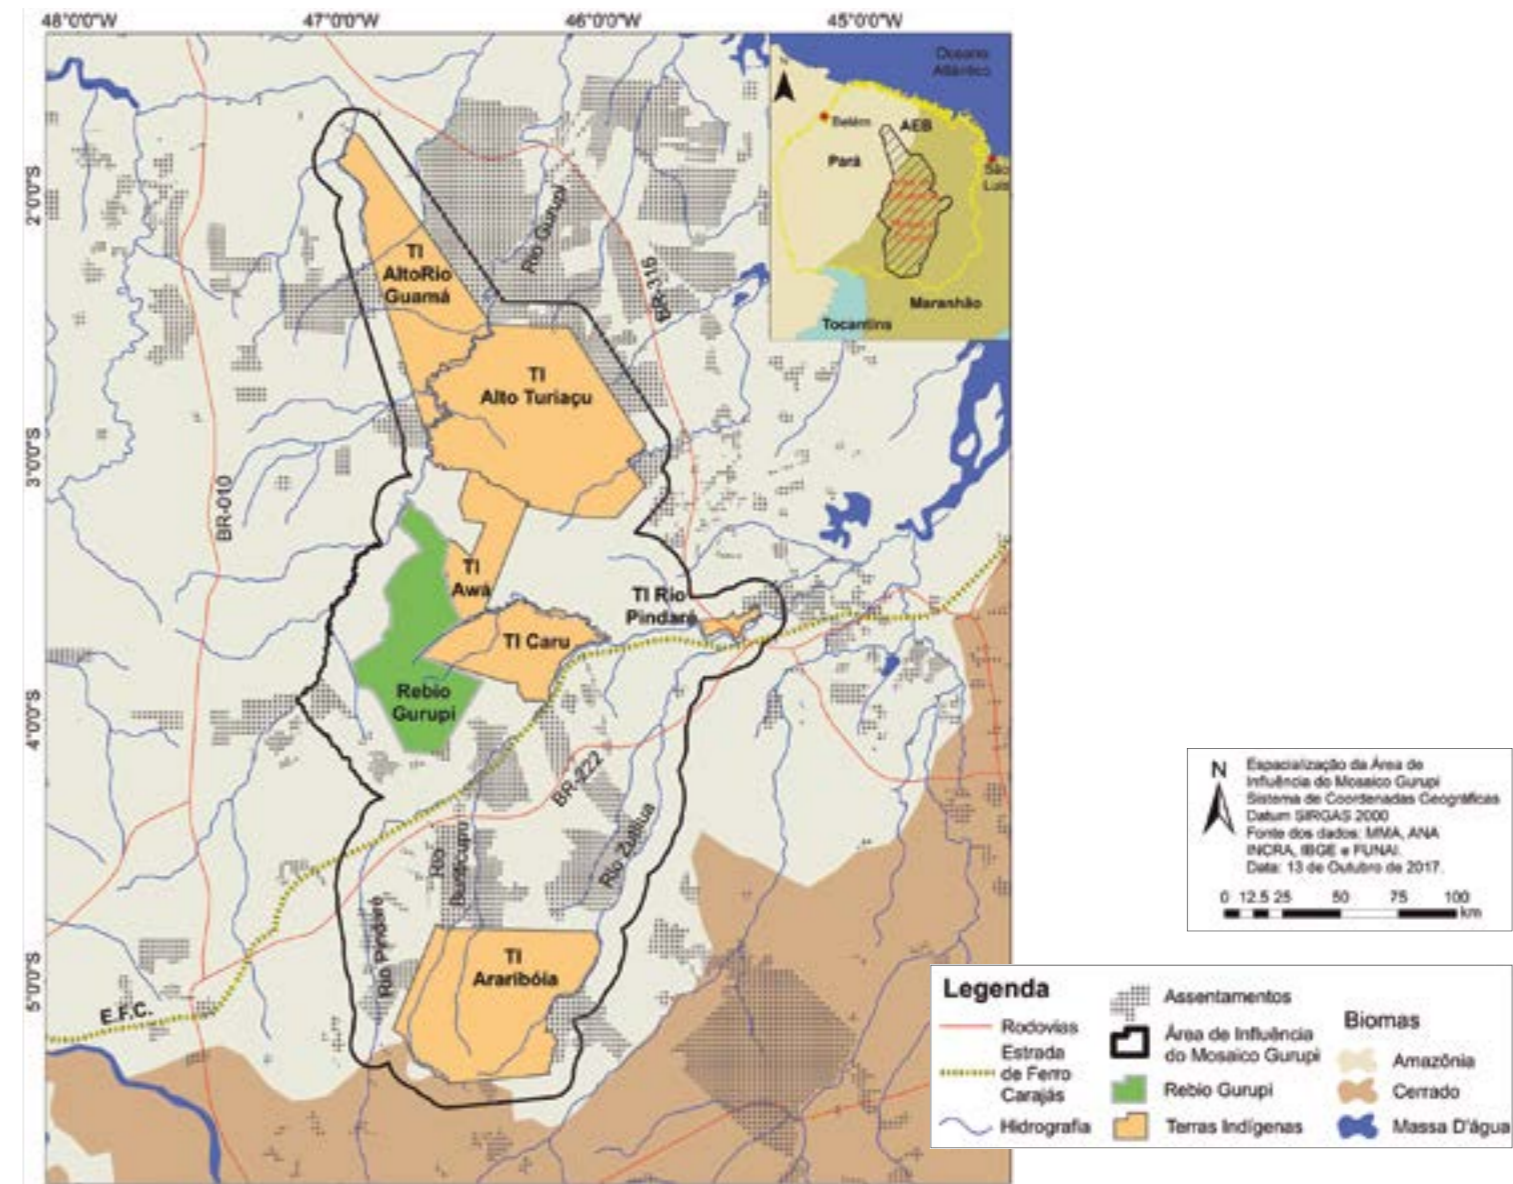 48°0'0"W
47°0'0"W
46°0'0"W
45°0'0"W
2°0'0"S
3°0'0"S
4°0'0"S
5°0'0"S
N
Oceano
Atlântico
Belém
AEB
Pará
São
Luis
Maranhão
Tocantins
TI
AltoRio
Guamá
Rio Gurupi
BR-316
TI
Alto Turiaçu
BR-010
TI
Awá
TI Rio
Pindaré
TI Caru
Rebio
Gurupi
BR-222
Rio
Buriticupu
Rio Zutiua
Rio Pindaré
TI
Araribóia
E.F.C.
N
Espacialização da Área de
Influência do Mosaico Gurupi
Sistema de Coordenadas Geográficas
Datum SIRGAS 2000
Fonte dos dados: MMA, ANA
INCRA, IBGE e FUNAI.
Data: 13 de Outubro de 2017.
0 12.5 25 50 75 100
km
Legenda
Rodovias
Estrada
de Ferro
Carajás
Hidrografia
Assentamentos
Área de Influência
do Mosaico Gurupi
Rebio Gurupi
Terras Indígenas
Biomas
Amazônia
Cerrado
Massa D'água